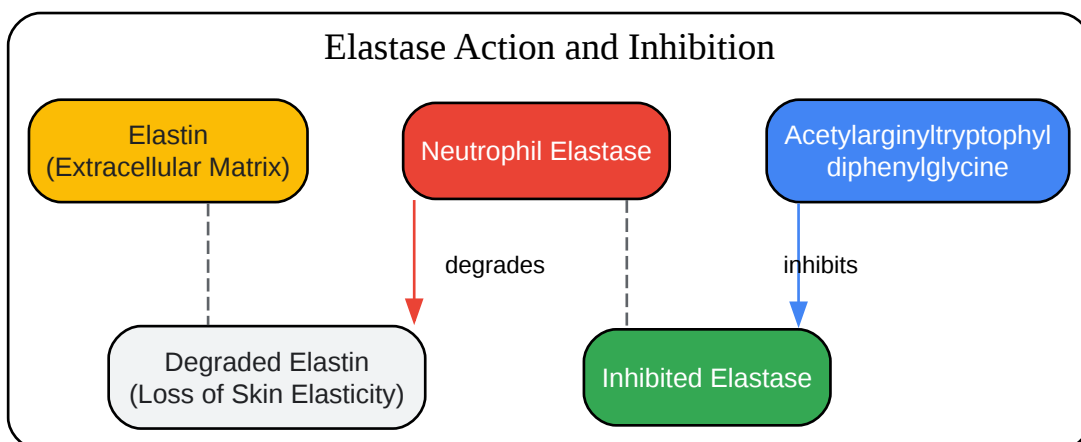 Elastase Action and Inhibition
Elastin
(Extracellular Matrix)
Neutrophil Elastase
Acetylarginyltryptophyl
diphenylglycine
degrades
inhibits
Degraded Elastin
(Loss of Skin Elasticity)
Inhibited Elastase